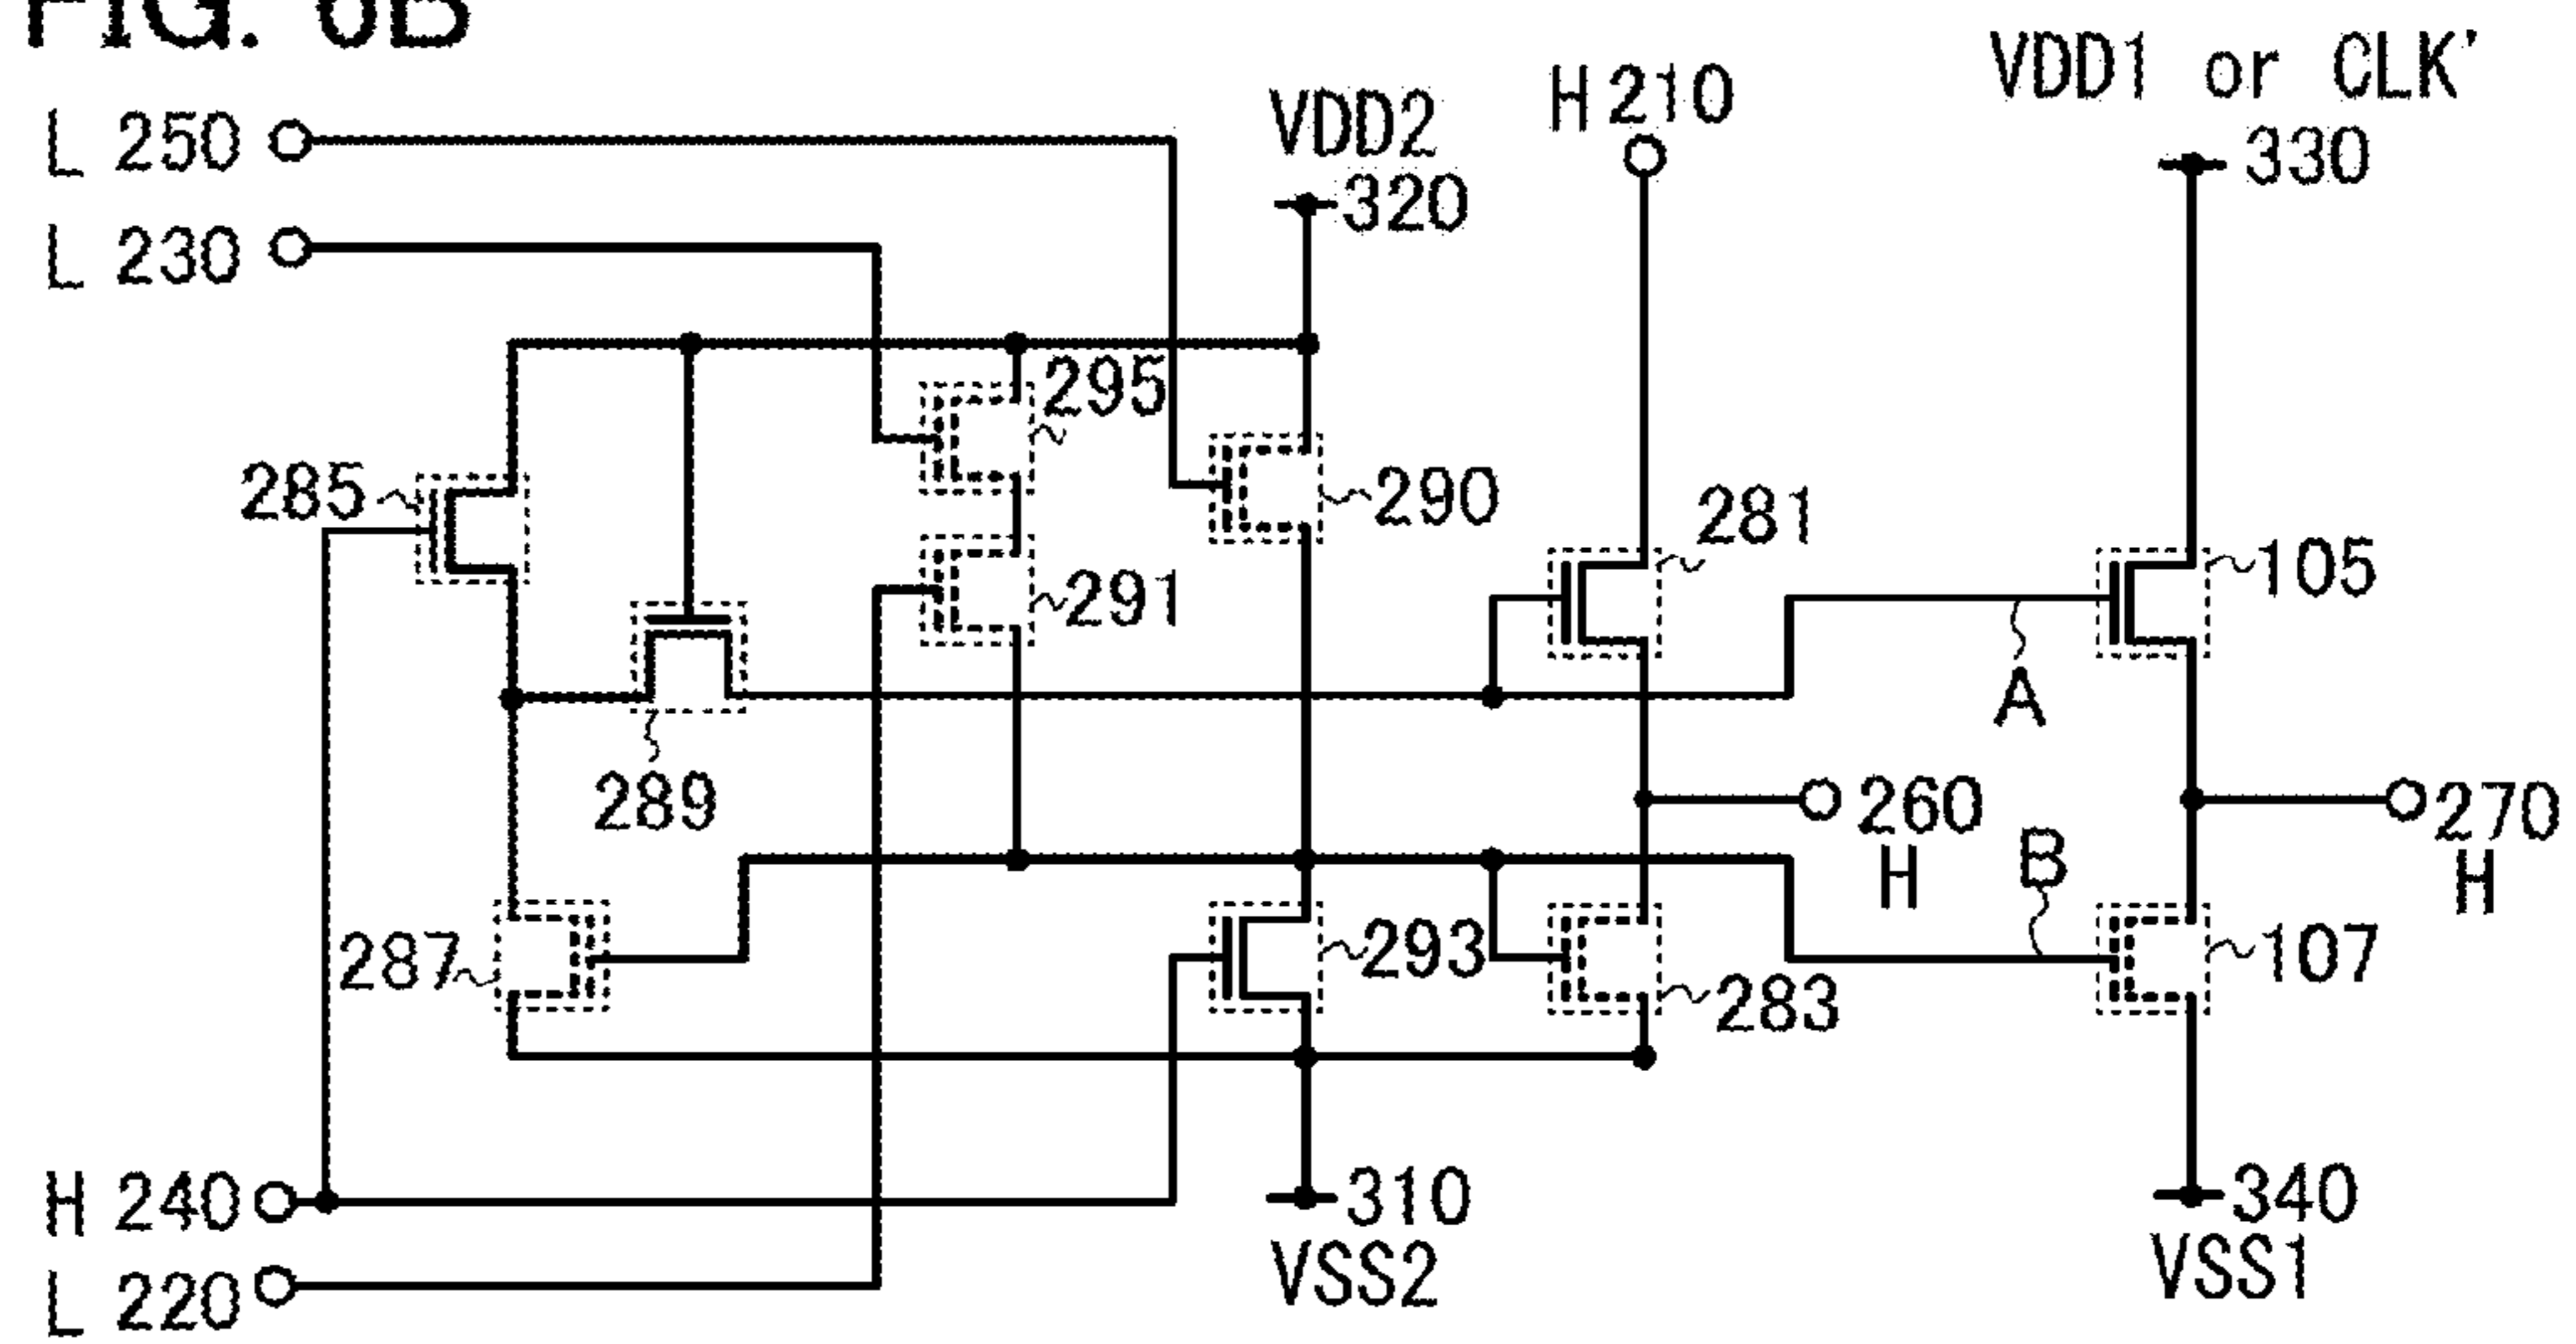 FIG. 6B
VDD1 or CLK'
H 210
VDD2
L 250
330
320
L 230
295
285
290
281
105
291
A
289
260
H
270
H
B
287
293
283
107
H 240
310
VSS2
340
VSS1
L 220